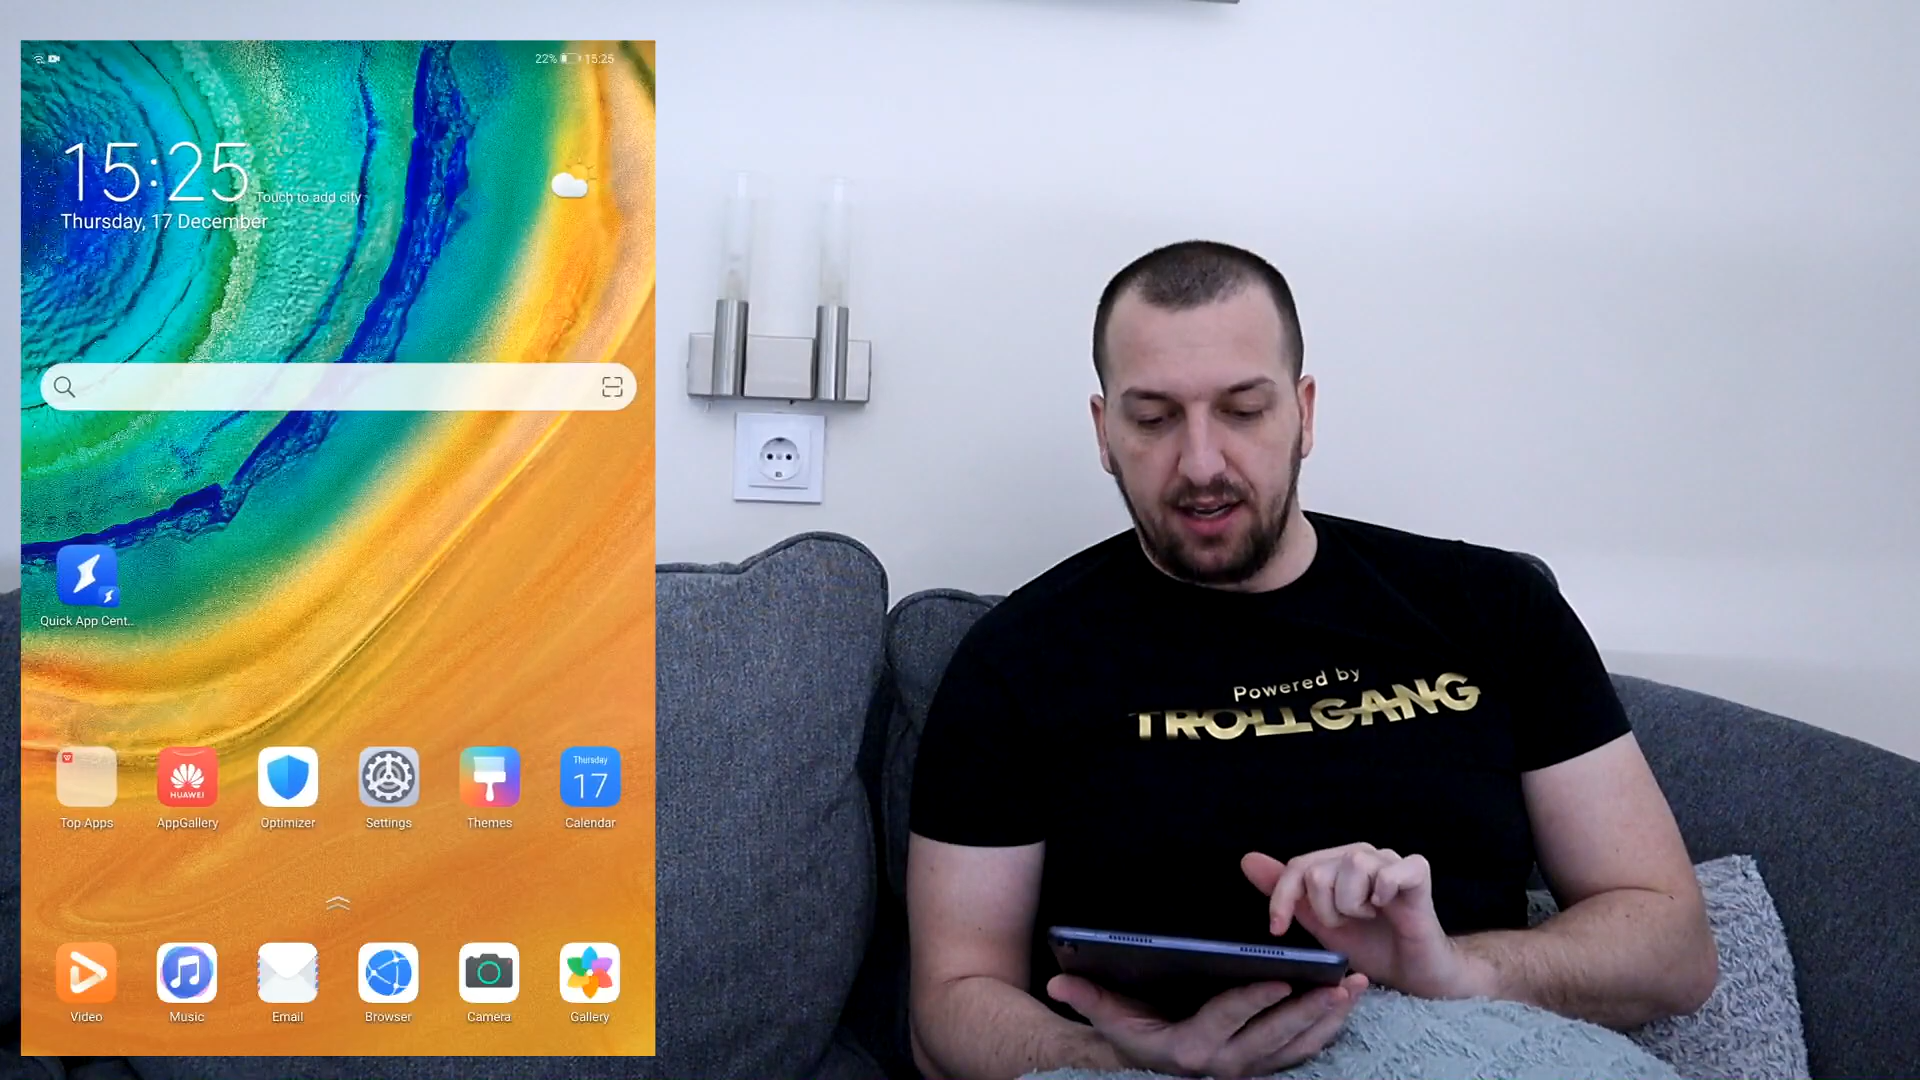 22% 15:25
15:25
Touch to add city
Thursday, 17 December
Quick App Cent...
Top Apps
HUAWEI
AppGallery
Optimizer
Settings
Themes
Thursday
17
Calendar
Video
Music
Email
Browser
Camera
Gallery
Powered by
TROLLGANG